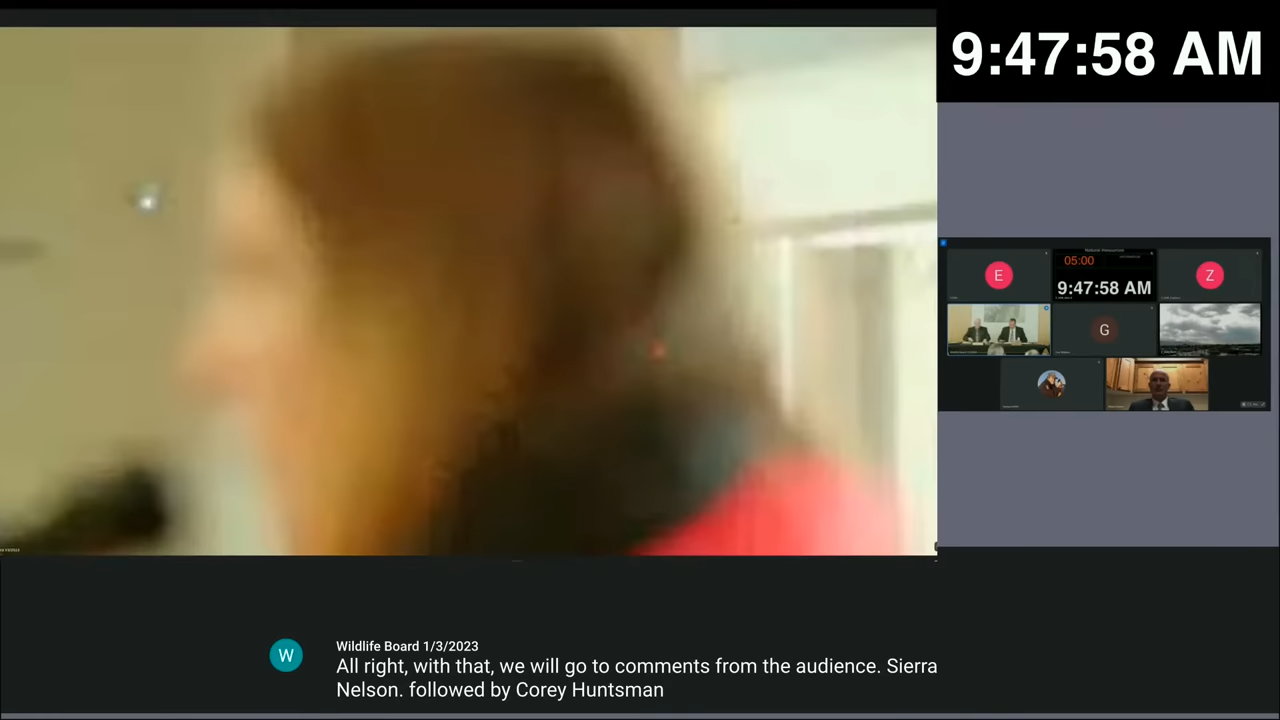 9:47:58 AM
E
05:00
9:47:58 AM
Z
G
W
Wildlife Board 1/3/2023
All right, with that, we will go to comments from the audience. Sierra
Nelson. followed by Corey Huntsman